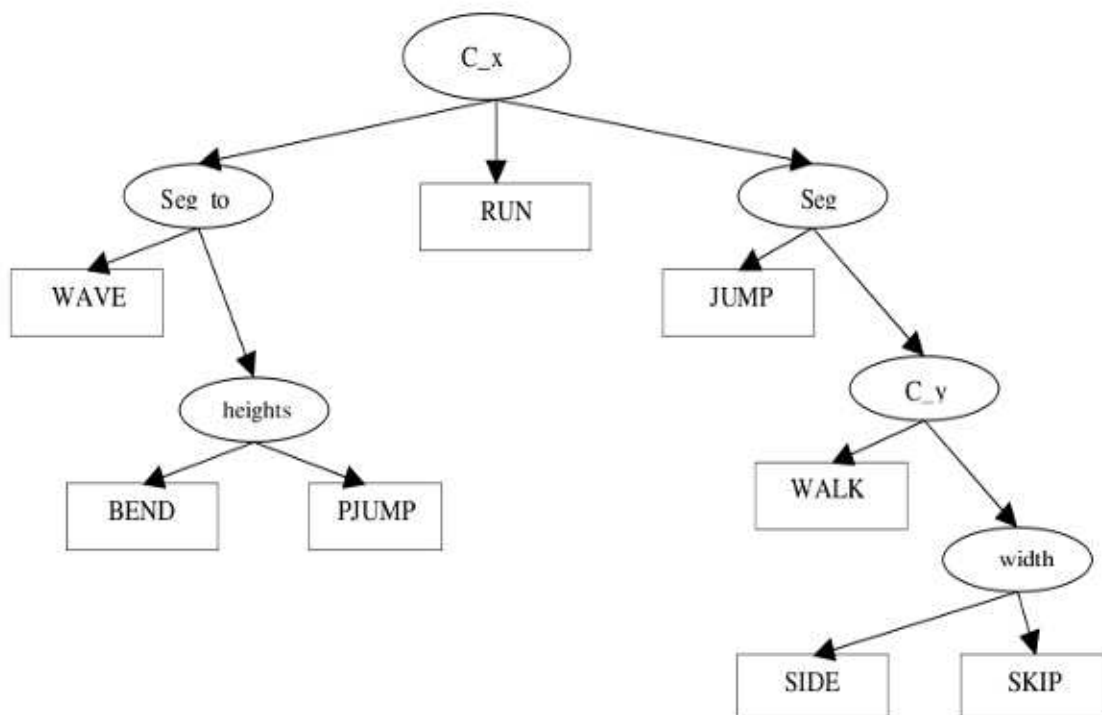 C_x
Seg_to
RUN
Seg
WAVE
JUMP
heights
C_y
BEND
PJUMP
WALK
width
SIDE
SKIP